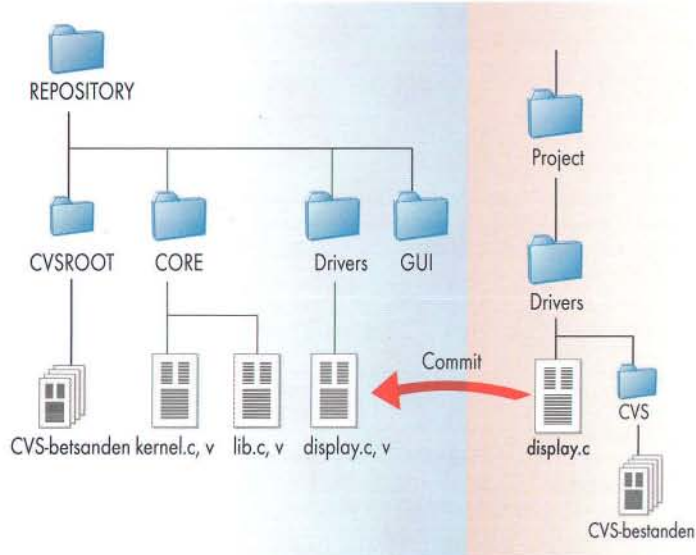 REPOSITORY
CVSROOT
CORE
Drivers
GUI
CVS-betsanden
kernel.c, v
lib.c, v
display.c, v
Commit
Project
Drivers
display.c
CVS
CVS-bestanden